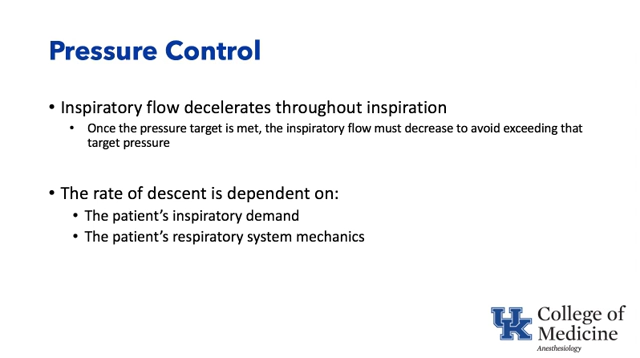 Pressure Control
• Inspiratory flow decelerates throughout inspiration
• Once the pressure target is met, the inspiratory flow must decrease to avoid exceeding that
target pressure
• The rate of descent is dependent on:
• The patient's inspiratory demand
• The patient's respiratory system mechanics
UK
College of
Medicine
Anesthesiology